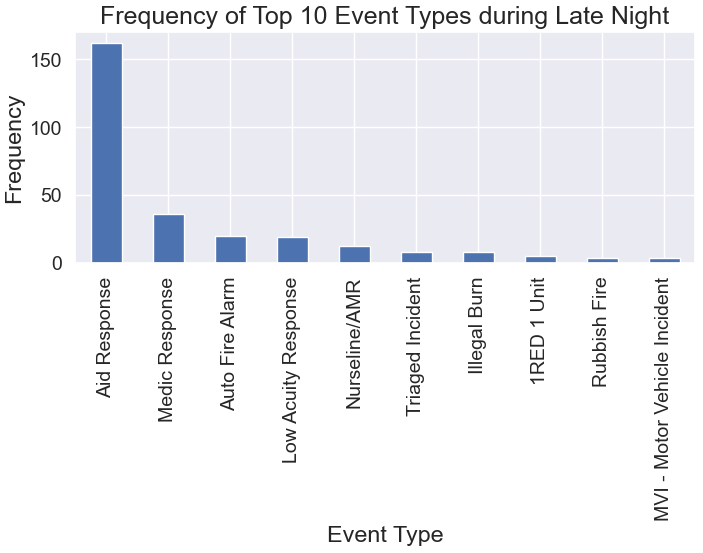 Frequency of Top 10 Event Types during Late Night
Frequency
150
100
50
0
Aid Response
Medic Response
Auto Fire Alarm
Low Acuity Response
Nurseline/AMR
Triaged Incident
Illegal Burn
1RED 1 Unit
Rubbish Fire
MVI - Motor Vehicle Incident
Event Type